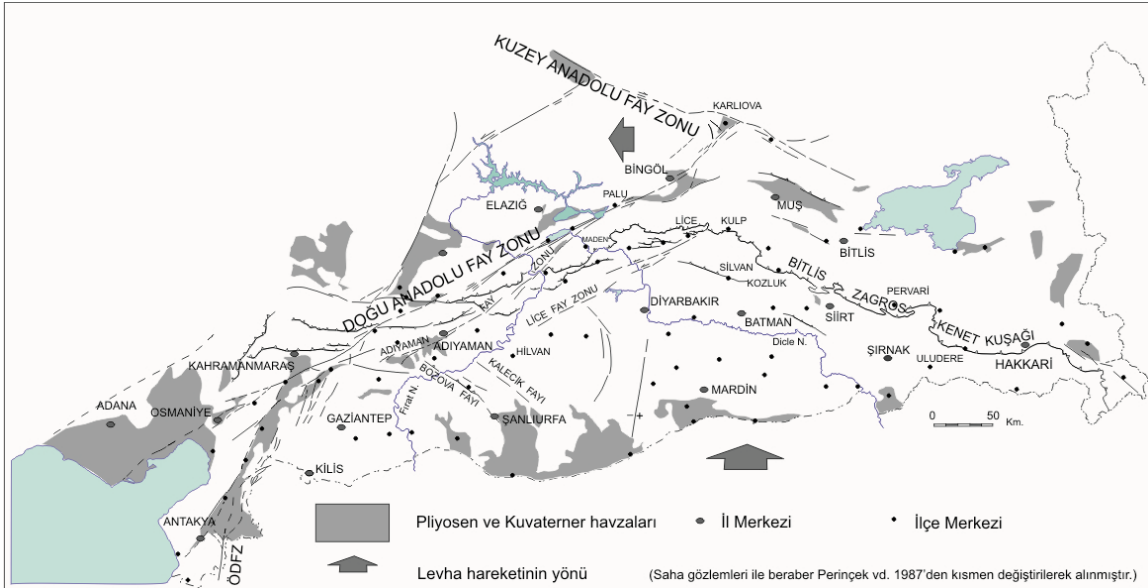 KUZEY ANADOLU FAY ZONU
KARLIOVA
BİNGÖL
PALU
ELAZIĞ
MUŞ
LİCE
KULP
BİTLİS
MADEN
DOĞU ANADOLU FAY ZONU
ADIYAMAN FAY ZONU
SİLVAN
KOZLUK
BİTLİS ZAGROS KENET KUŞAĞI
PERVARİ
LİCE FAY ZONU
DİYARBAKIR
BATMAN
SİİRT
Dicle N.
ADIYAMAN
HİLVAN
KAHRAMANMARAŞ
ŞIRNAK
ULUDERE
HAKKARİ
BOZOVA FAYI
KALECİK FAYI
Fırat N.
MARDİN
ADANA
OSMANİYE
GAZİANTEP
ŞANLIURFA
- +
0 50 Km.
KİLİS
ANTAKYA
ÖDFZ
Pliyosen ve Kuvaterner havzaları
İl Merkezi
İlçe Merkezi
Levha hareketinin yönü
(Saha gözlemleri ile beraber Perinçek vd. 1987'den kısmen değiştirilerek alınmıştır.)